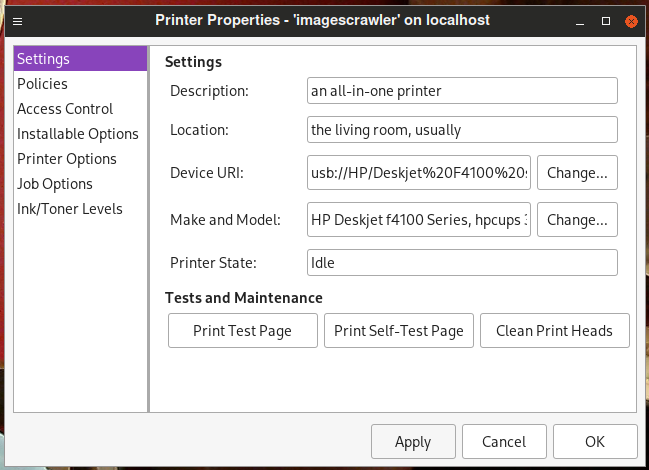 Printer Properties - 'imagescrawler' on localhost
Settings
Policies
Access Control
Installable Options
Printer Options
Job Options
Ink/Toner Levels
Settings
Description: an all-in-one printer
Location: the living room, usually
Device URI: usb://HP/Deskjet%20F4100%20 Change...
Make and Model: HP Deskjet f4100 Series, hpcups Change...
Printer State: Idle
Tests and Maintenance
Print Test Page Print Self-Test Page Clean Print Heads
Apply Cancel OK